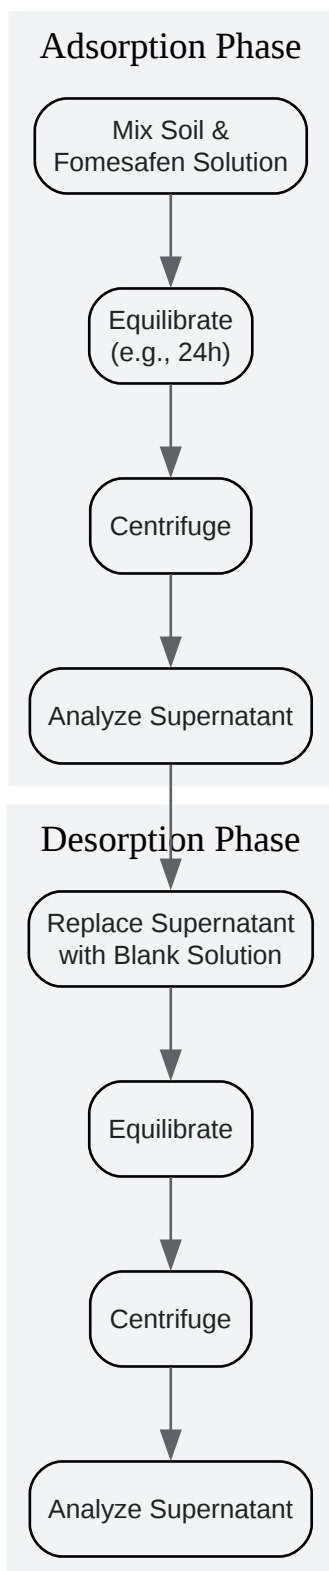 Adsorption Phase
Mix Soil &
Fomesafen Solution
Equilibrate
(e.g., 24h)
Centrifuge
Analyze Supernatant
Desorption Phase
Replace Supernatant
with Blank Solution
Equilibrate
Centrifuge
Analyze Supernatant